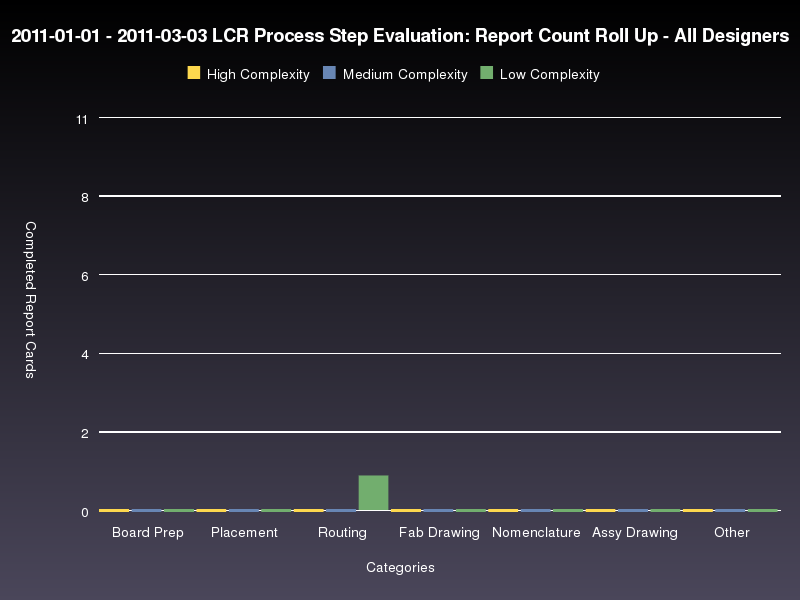 2011-01-01 - 2011-03-03 LCR Process Step Evaluation: Report Count Roll Up - All Designers
High Complexity Medium Complexity Low Complexity
11
8
6
4
2
0
Completed Report Cards
Board Prep Placement Routing Fab Drawing Nomenclature Assy Drawing Other
Categories